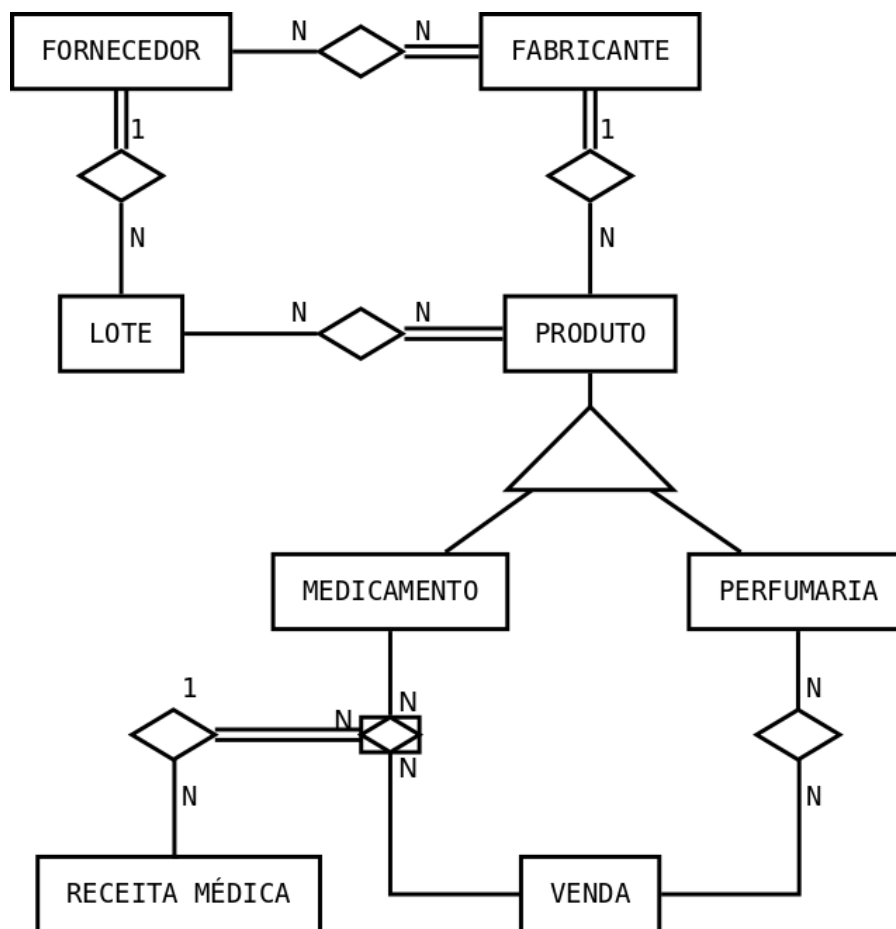 FORNECEDOR N N FABRICANTE
1 1
N N
LOTE N N PRODUTO
MEDICAMENTO PERFUMARIA
1 N N
N
N N
N
RECEITA MÉDICA VENDA